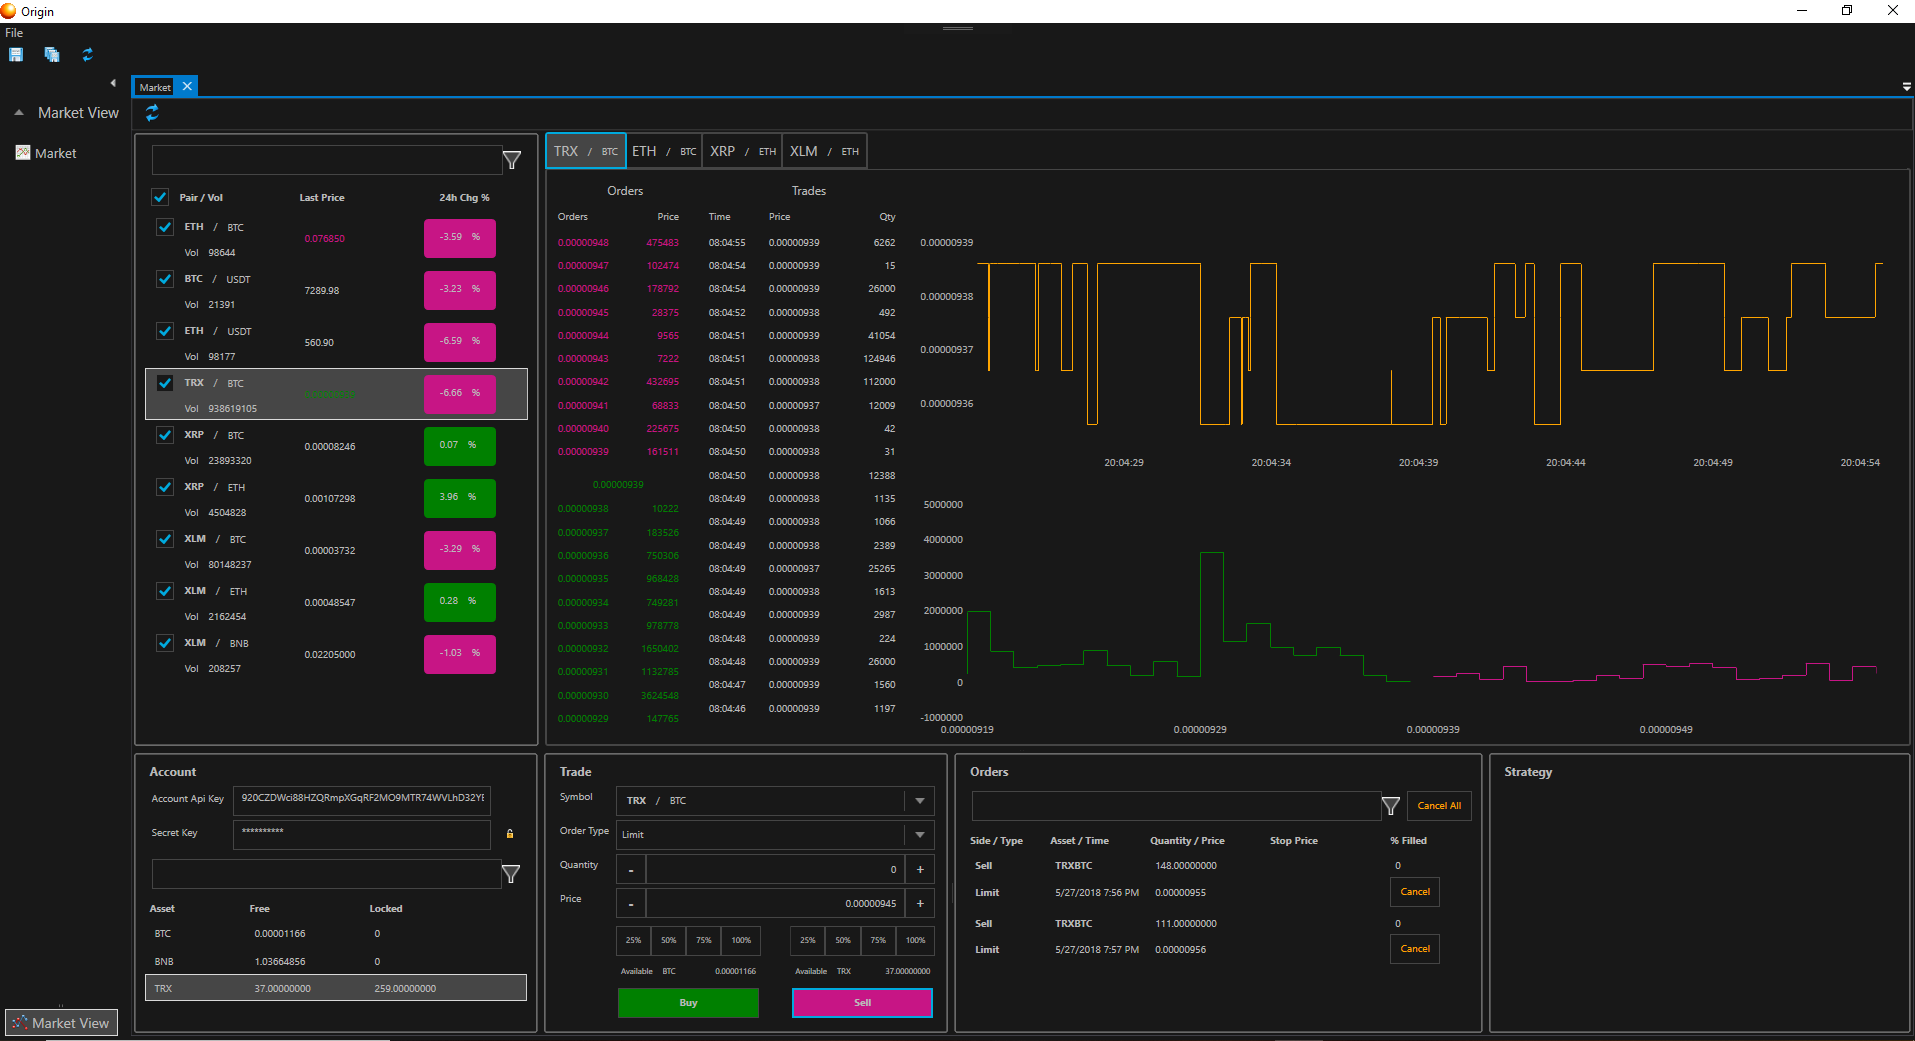 Origin
File
Market
Market View
Market
Pair / Vol Last Price 24h Chg %
ETH / BTC 0.076850 -3.59 %
Vol 98644
BTC / USDT 7289.98 -3.23 %
Vol 21391
ETH / USDT 560.90 -6.59 %
Vol 98177
TRX / BTC 0.00000939 -6.66 %
Vol 938619105
XRP / BTC 0.00008246 0.07 %
Vol 23893320
XRP / ETH 0.00107298 3.96 %
Vol 4504828
XLM / BTC 0.00003732 -3.29 %
Vol 80148237
XLM / ETH 0.00048547 0.28 %
Vol 2162454
XLM / BNB 0.02205000 -1.03 %
Vol 208257
TRX / BTC ETH / BTC XRP / ETH XLM / ETH
Orders Trades
Orders Price Time Price Qty
0.00000948 475483 08:04:55 0.00000939 6262
0.00000947 102474 08:04:54 0.00000939 15
0.00000946 178792 08:04:54 0.00000939 26000
0.00000945 28375 08:04:52 0.00000938 492
0.00000944 9565 08:04:51 0.00000939 41054
0.00000943 7222 08:04:51 0.00000938 124946
0.00000942 432695 08:04:51 0.00000938 112000
0.00000941 68833 08:04:50 0.00000937 12009
0.00000940 225675 08:04:50 0.00000938 42
0.00000939 161511 08:04:50 0.00000938 31
08:04:50 0.00000938 12388
0.00000939
08:04:49 0.00000938 1135
0.00000938 10222
08:04:49 0.00000938 1066
0.00000937 183526
08:04:49 0.00000938 2389
0.00000936 750306
08:04:49 0.00000937 25265
0.00000935 968428
08:04:49 0.00000938 1613
0.00000934 749281
08:04:49 0.00000939 2987
0.00000933 978778
08:04:48 0.00000939 224
0.00000932 1650402
08:04:48 0.00000939 26000
0.00000931 1132785
08:04:47 0.00000939 1560
0.00000930 3624548
08:04:46 0.00000939 1197
0.00000929 147765
0.00000939
0.00000938
0.00000937
0.00000936
20:04:29 20:04:34 20:04:39 20:04:44 20:04:49 20:04:54
5000000
4000000
3000000
2000000
1000000
0
-1000000
0.00000919 0.00000929 0.00000939 0.00000949
Account
Account Api Key 920CZDWci88HZQRmpXGqRF2MO9MTR74WVLhD32YE
Secret Key **********
Asset Free Locked
BTC 0.00001166 0
BNB 1.03664856 0
TRX 37.00000000 259.00000000
Trade
Symbol TRX / BTC
Order Type Limit
Quantity - 0 +
Price - 0.00000945 +
25% 50% 75% 100% 25% 50% 75% 100%
Available BTC 0.00001166 Available TRX 37.00000000
Buy Sell
Orders
Cancel All
Side / Type Asset / Time Quantity / Price Stop Price % Filled
Sell TRXBTC 148.00000000 0
Limit 5/27/2018 7:56 PM 0.00000955 Cancel
Sell TRXBTC 111.00000000 0
Limit 5/27/2018 7:57 PM 0.00000956 Cancel
Strategy
Market View